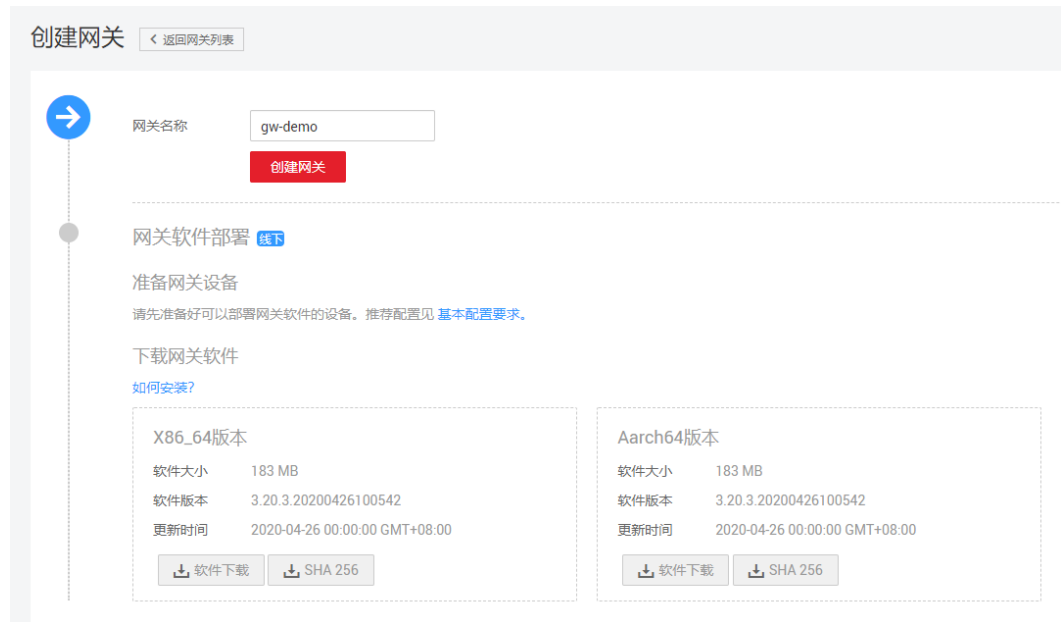 创建网关 < 返回网关列表
网关名称 gw-demo
创建网关
网关软件部署 线下
准备网关设备
请先准备好可以部署网关软件的设备。推荐配置见 基本配置要求。
下载网关软件
如何安装?
X86_64版本
软件大小 183 MB
软件版本 3.20.3.20200426100542
更新时间 2020-04-26 00:00:00 GMT+08:00
软件下载 SHA 256
Aarch64版本
软件大小 183 MB
软件版本 3.20.3.20200426100542
更新时间 2020-04-26 00:00:00 GMT+08:00
软件下载 SHA 256